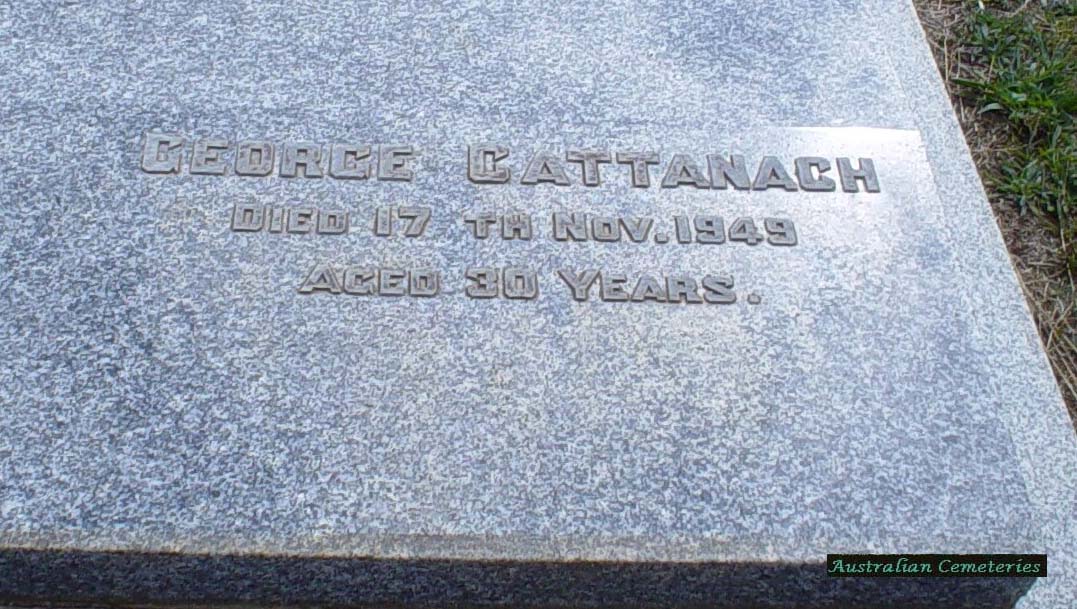 GEORGE CATTANACH
DIED 17 TH NOV. 1949
AGED 30 YEARS.
Australian Cemeteries